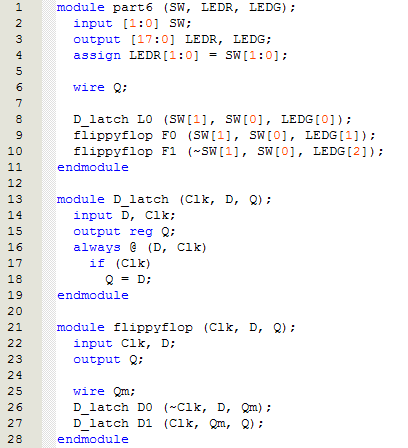 1 module part6 (SW, LEDR, LEDG);
2 input [1:0] SW;
3 output [17:0] LEDR, LEDG;
4 assign LEDR[1:0] = SW[1:0];
5
6 wire Q;
7
8 D_latch L0 (SW[1], SW[0], LEDG[0]);
9 flippyflop F0 (SW[1], SW[0], LEDG[1]);
10 flippyflop F1 (~SW[1], SW[0], LEDG[2]);
11 endmodule
12
13 module D_latch (Clk, D, Q);
14 input D, Clk;
15 output reg Q;
16 always @ (D, Clk)
17 if (Clk)
18 Q = D;
19 endmodule
20
21 module flippyflop (Clk, D, Q);
22 input Clk, D;
23 output Q;
24
25 wire Qm;
26 D_latch D0 (~Clk, D, Qm);
27 D_latch D1 (Clk, Qm, Q);
28 endmodule